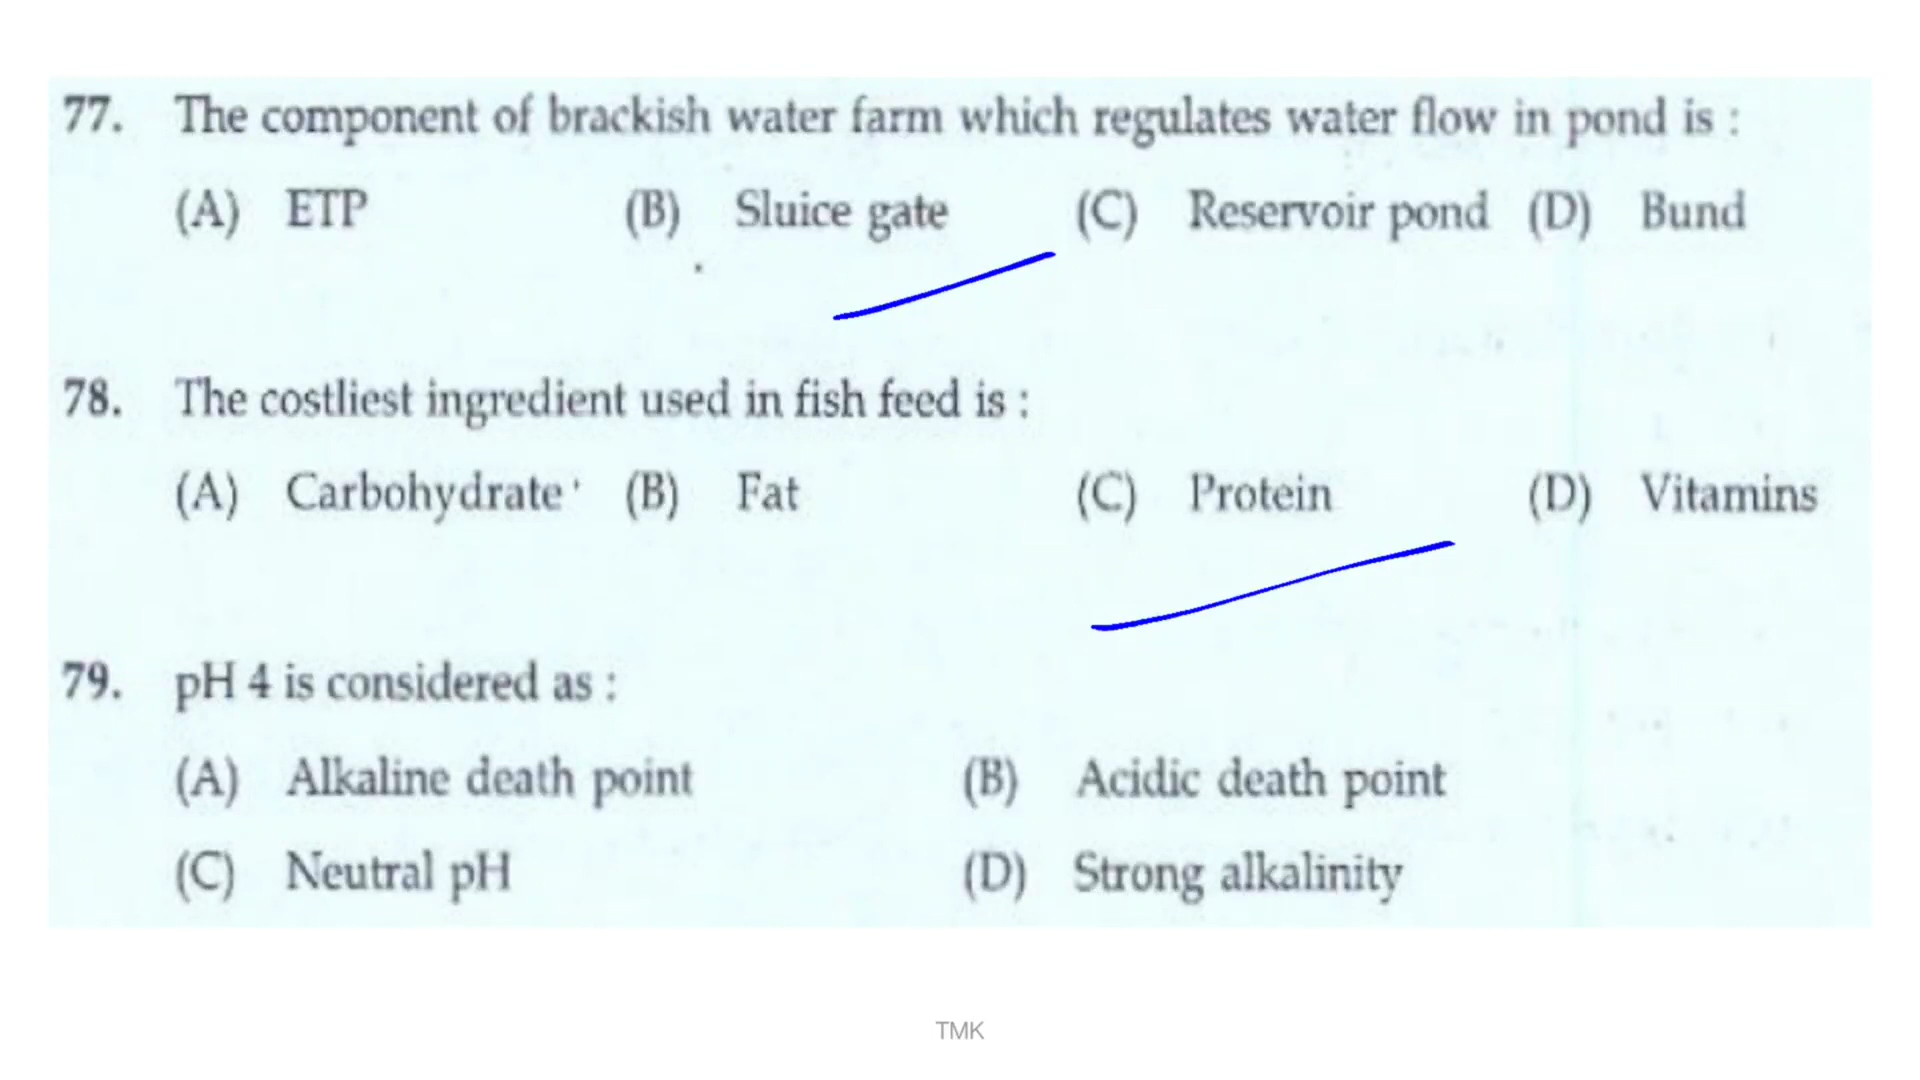 77. The component of brackish water farm which regulates water flow in pond is :
(A) ETP (B) Sluice gate (C) Reservoir pond (D) Bund
78. The costliest ingredient used in fish feed is :
(A) Carbohydrate (B) Fat (C) Protein (D) Vitamins
79. pH 4 is considered as :
(A) Alkaline death point (B) Acidic death point
(C) Neutral pH (D) Strong alkalinity
TMK